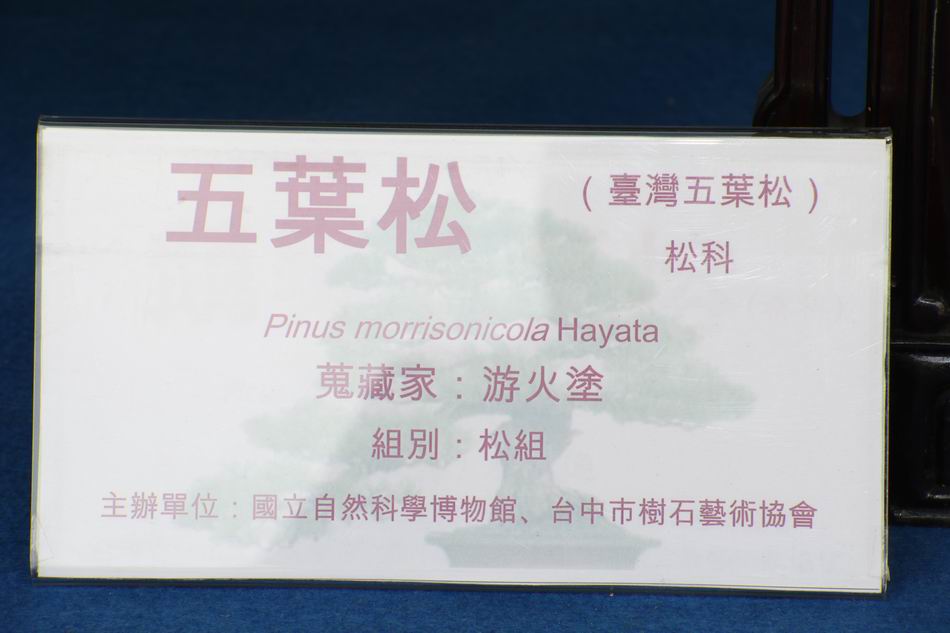 五葉松 (臺灣五葉松)
松科
Pinus morrisonicola Hayata
蒐藏家：游火塗
組別：松組
主辦單位：國立自然科學博物館、台中市樹石藝術協會